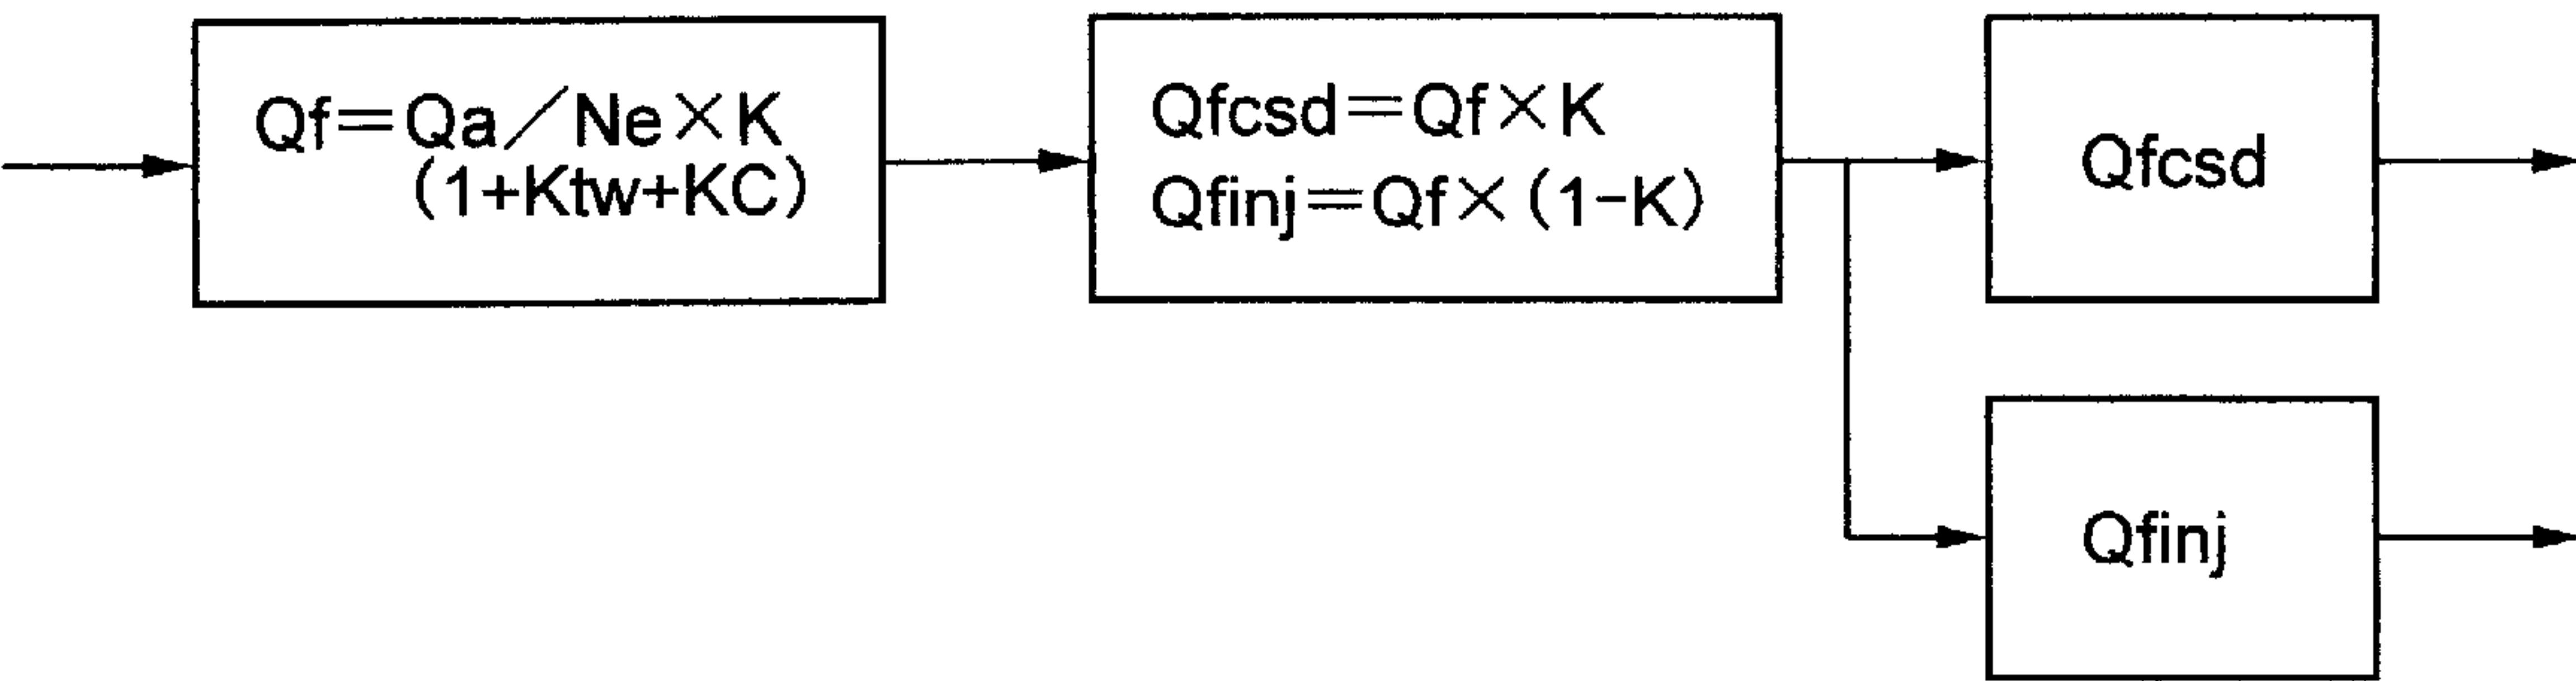 Qf=Qa/Ne×K
(1+Ktw+KC)
Qfcsd=Qf×K
Qfinj=Qf×(1-K)
Qfcsd
Qfinj